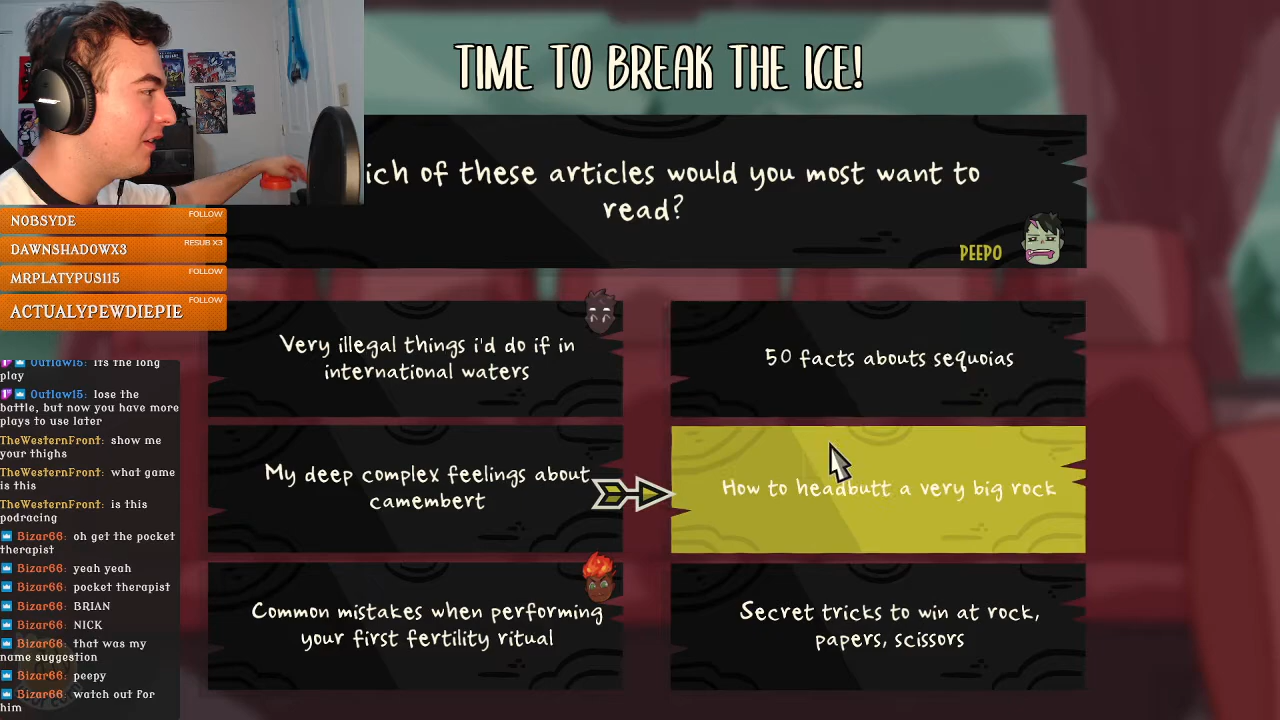 TIME TO BREAK THE ICE!
ich of these articles would you most want to
read?
PEEPO
Very illegal things i'd do if in
international waters
50 facts abouts sequoias
My deep complex feelings about
camembert
How to headbutt a very big rock
Common mistakes when performing
your first fertility ritual
Secret tricks to win at rock,
papers, scissors
N0BSYDE FOLLOW
DAWNSHADOWX3 RESUB X3
MRPLATYPUS115 FOLLOW
ACTUALYPEWDIEPIE FOLLOW
Outlaw15: its the long
play
Outlaw15: lose the
battle, but now you have more
plays to use later
TheWesternFront: show me
your thighs
TheWesternFront: what game
is this
TheWesternFront: is this
podracing
Bizar66: oh get the pocket
therapist
Bizar66: yeah yeah
Bizar66: pocket therapist
Bizar66: BRIAN
Bizar66: NICK
Bizar66: that was my
name suggestion
Bizar66: peepy
Bizar66: watch out for
him